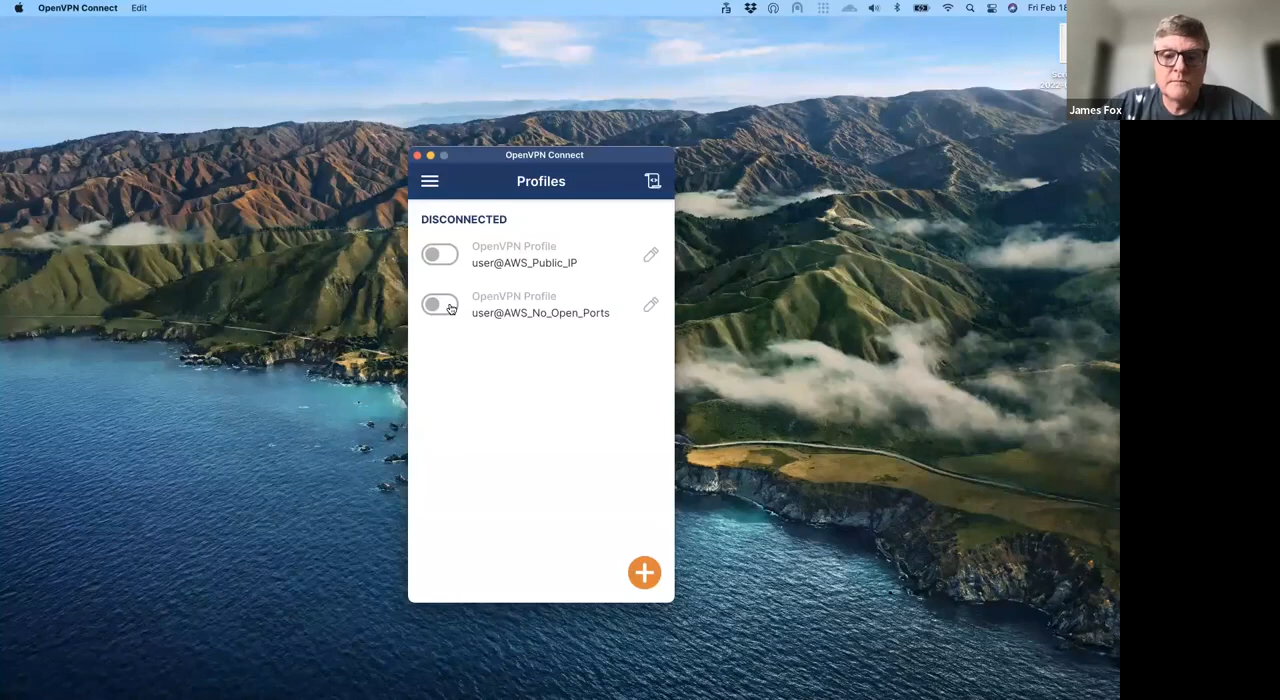 OpenVPN Connect Edit
Fri Feb 18
James Fox
OpenVPN Connect
Profiles
DISCONNECTED
OpenVPN Profile
user@AWS_Public_IP
OpenVPN Profile
user@AWS_No_Open_Ports